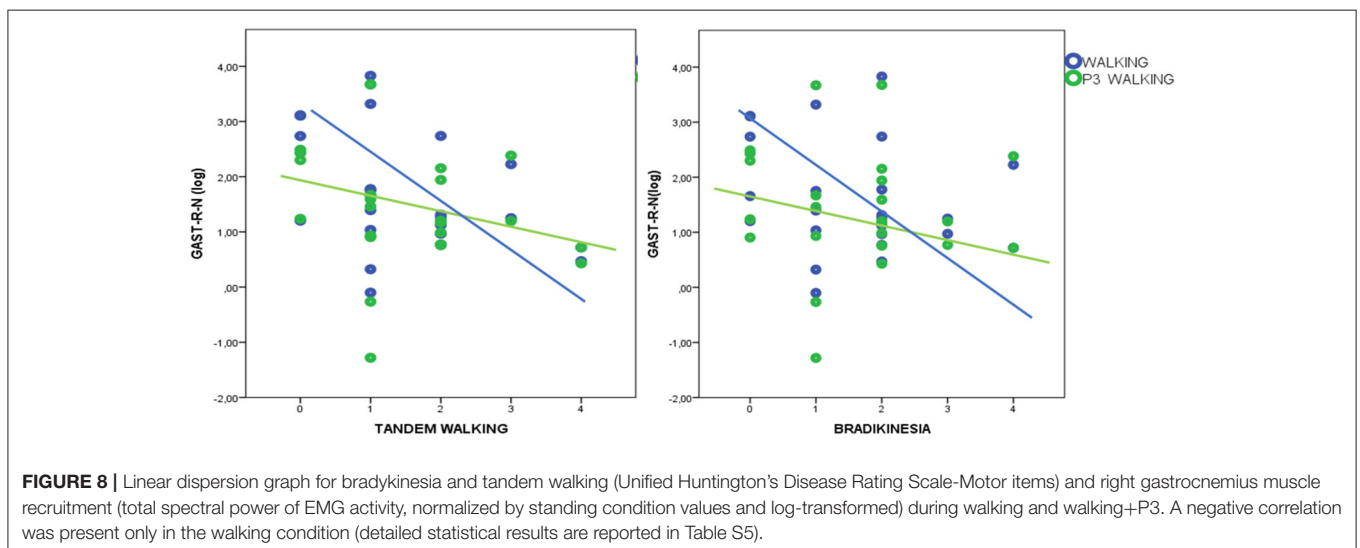 4,00
3,00
2,00
1,00
,00
-1,00
-2,00
GAST-R-N (log)
0 1 2 3 4
TANDEM WALKING
4,00
3,00
2,00
1,00
,00
-1,00
-2,00
GAST-R-N(log)
0 1 2 3 4
BRADIKINESIA
WALKING
P3 WALKING
FIGURE 8 | Linear dispersion graph for bradykinesia and tandem walking (Unified Huntington's Disease Rating Scale-Motor items) and right gastrocnemius muscle
recruitment (total spectral power of EMG activity, normalized by standing condition values and log-transformed) during walking and walking+P3. A negative correlation
was present only in the walking condition (detailed statistical results are reported in Table S5).